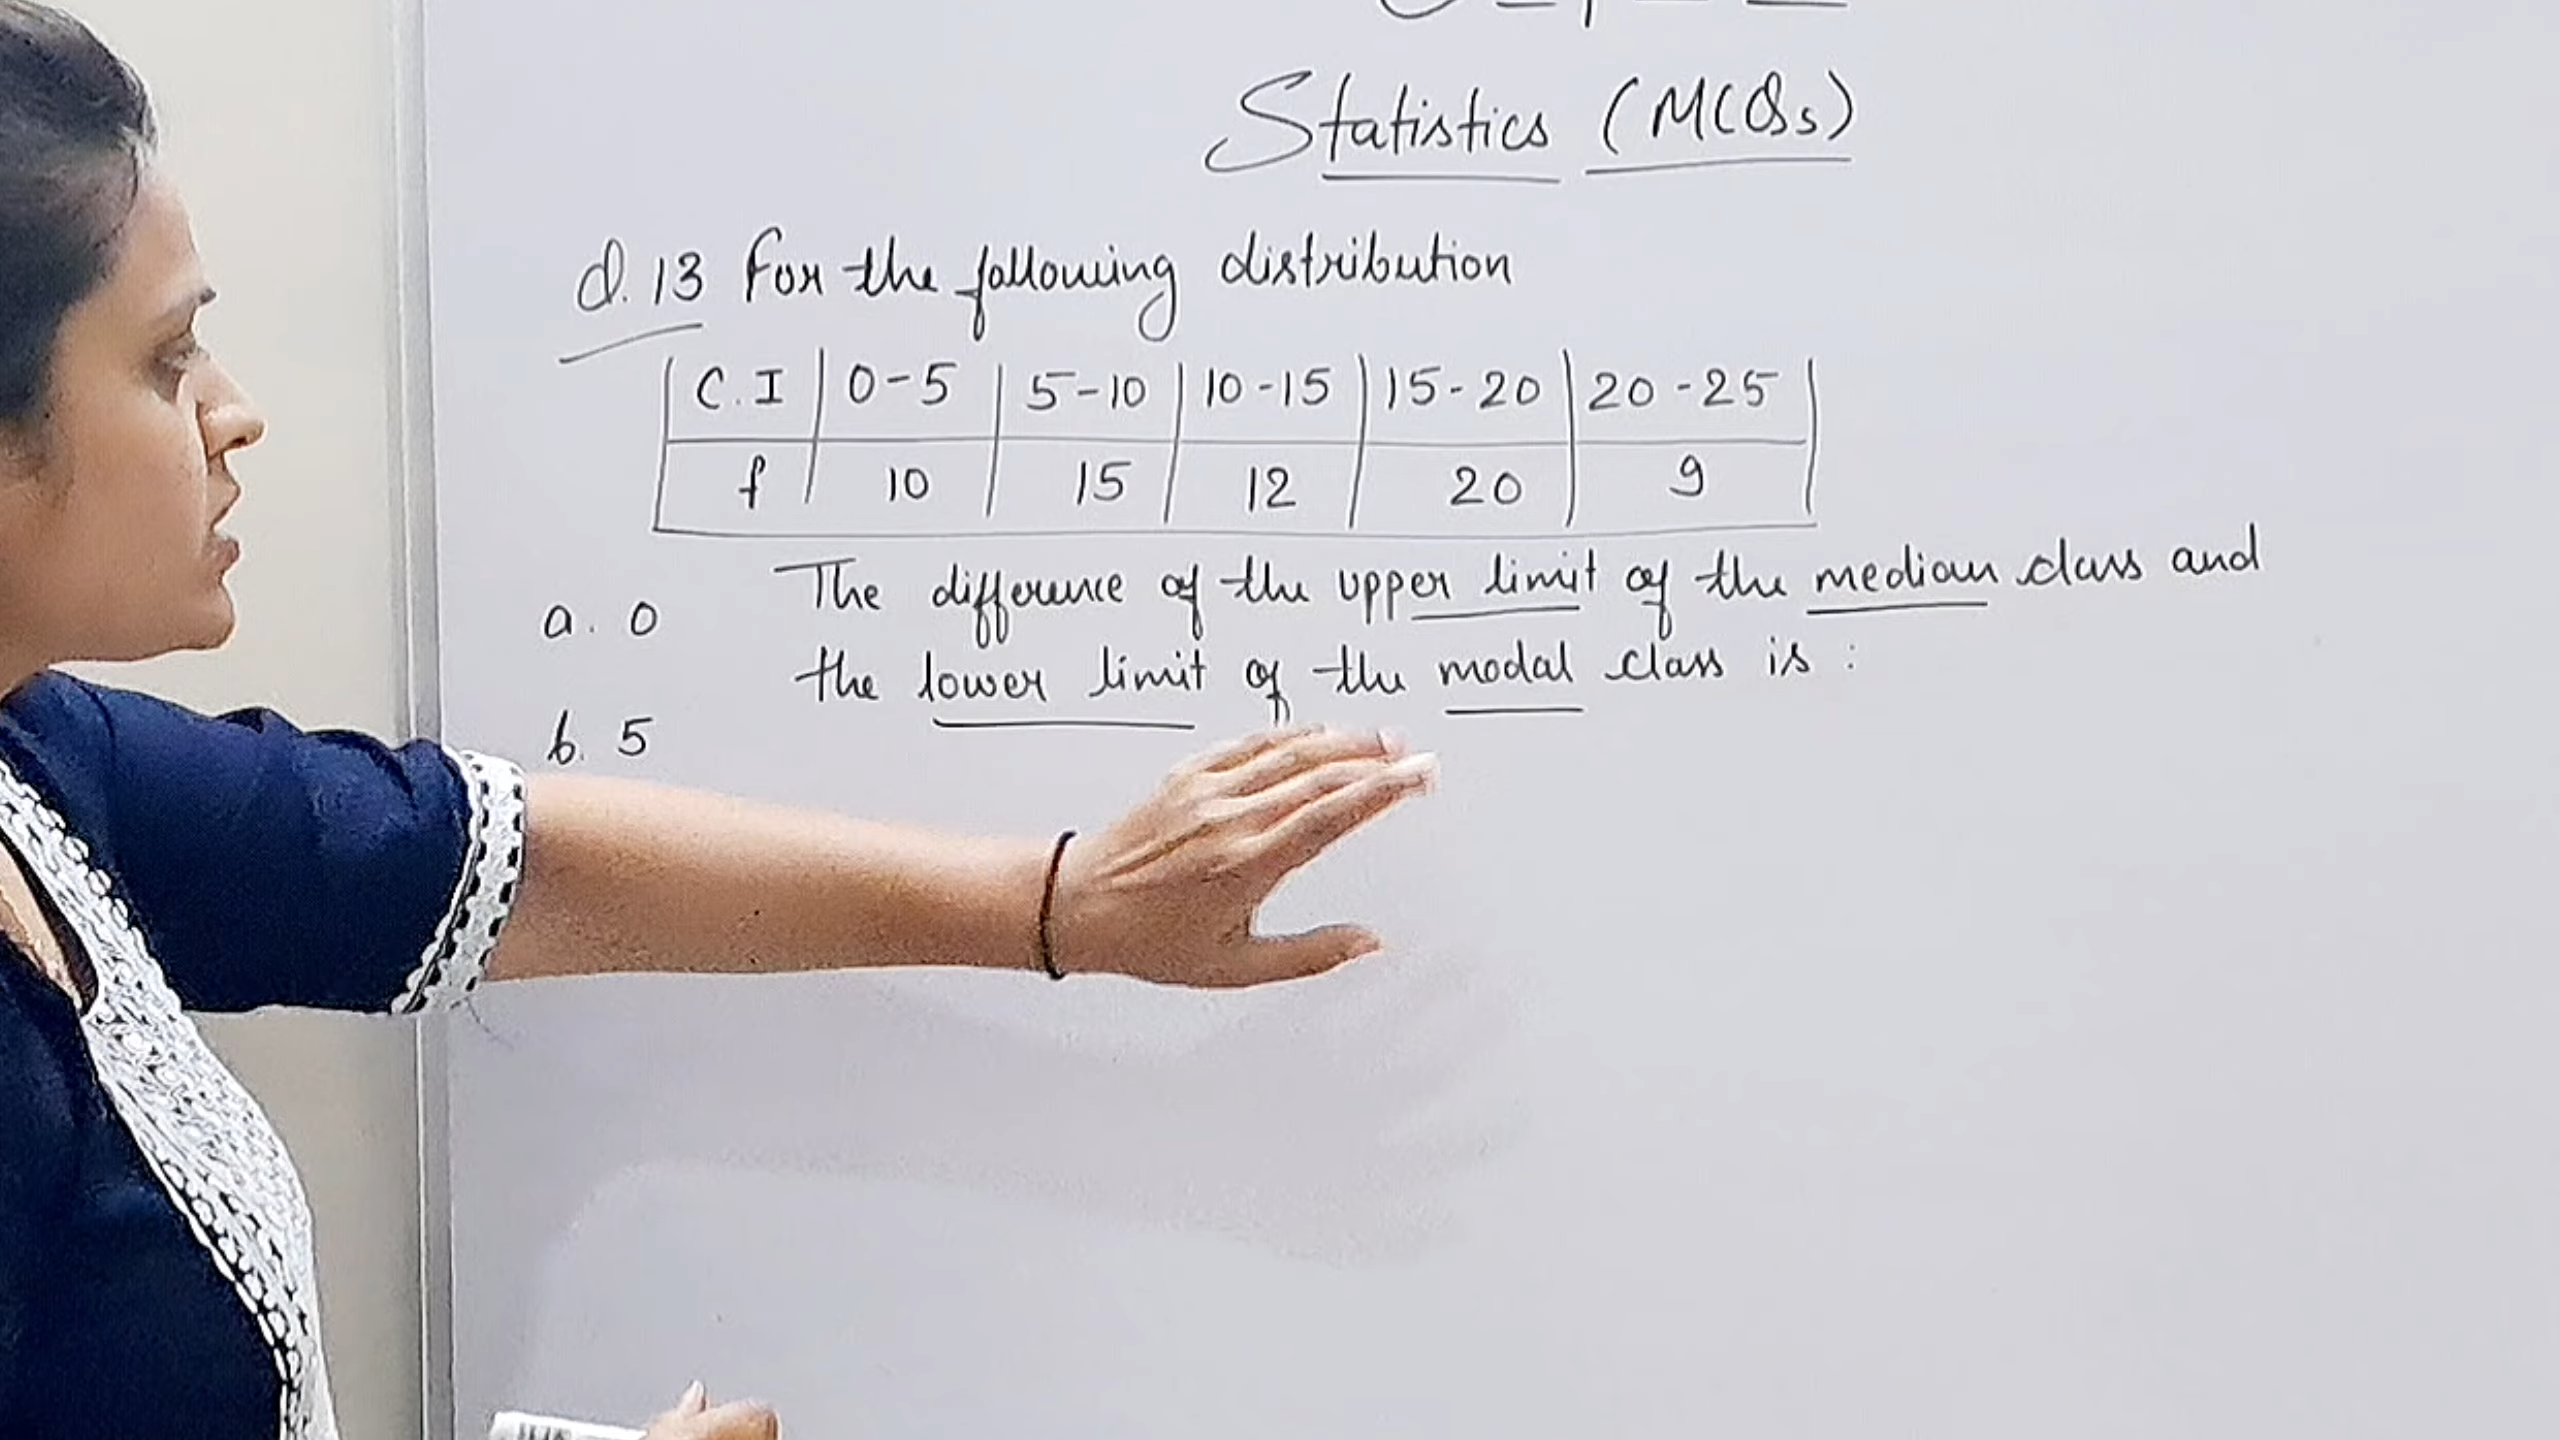 Statistics (MCQs)
Q.13 For the following distribution
C.I 0-5 5-10 10-15 15-20 20-25
f 10 15 12 20 9
The difference of the upper limit of the median class and
the lower limit of the modal class is :
a. 0
b. 5